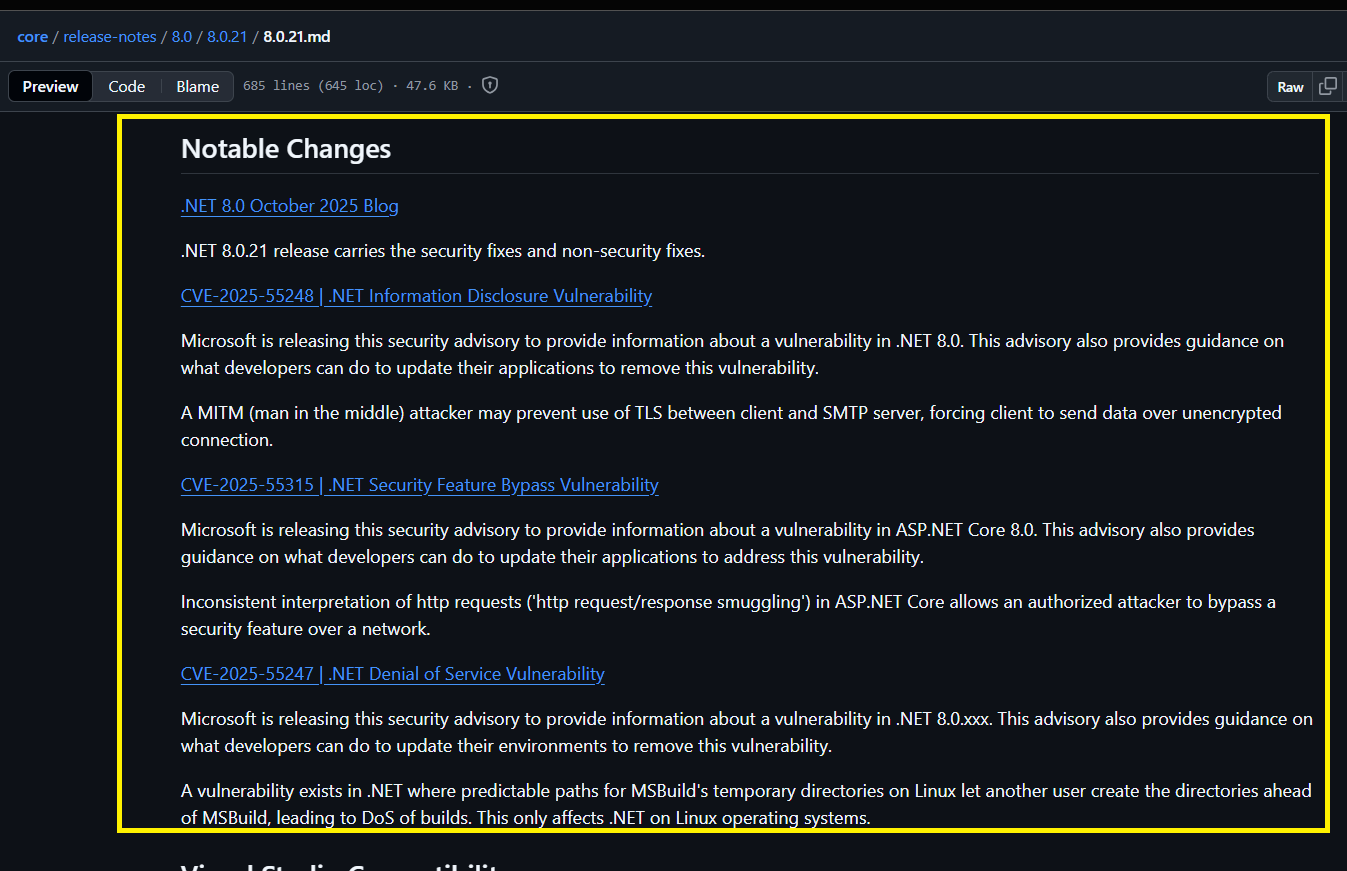 core / release-notes / 8.0 / 8.0.21 / 8.0.21.md
Preview Code Blame 685 lines (645 loc) · 47.6 KB · Raw
Notable Changes
.NET 8.0 October 2025 Blog
.NET 8.0.21 release carries the security fixes and non-security fixes.
CVE-2025-55248 | .NET Information Disclosure Vulnerability
Microsoft is releasing this security advisory to provide information about a vulnerability in .NET 8.0. This advisory also provides guidance on
what developers can do to update their applications to remove this vulnerability.
A MITM (man in the middle) attacker may prevent use of TLS between client and SMTP server, forcing client to send data over unencrypted
connection.
CVE-2025-55315 | .NET Security Feature Bypass Vulnerability
Microsoft is releasing this security advisory to provide information about a vulnerability in ASP.NET Core 8.0. This advisory also provides
guidance on what developers can do to update their applications to address this vulnerability.
Inconsistent interpretation of http requests ('http request/response smuggling') in ASP.NET Core allows an authorized attacker to bypass a
security feature over a network.
CVE-2025-55247 | .NET Denial of Service Vulnerability
Microsoft is releasing this security advisory to provide information about a vulnerability in .NET 8.0.xxx. This advisory also provides guidance on
what developers can do to update their environments to remove this vulnerability.
A vulnerability exists in .NET where predictable paths for MSBuild's temporary directories on Linux let another user create the directories ahead
of MSBuild, leading to DoS of builds. This only affects .NET on Linux operating systems.